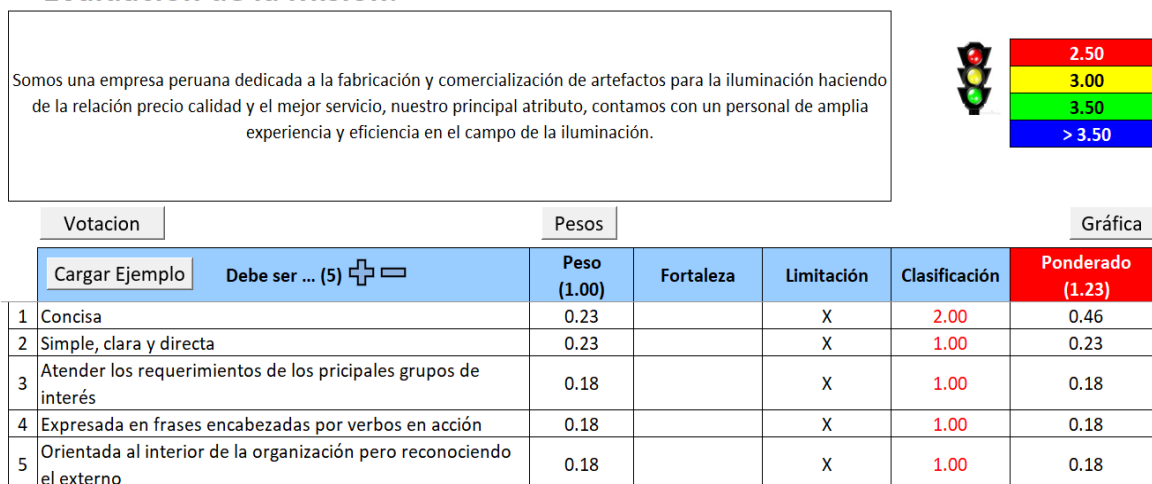 Somos una empresa peruana dedicada a la fabricación y comercialización de artefactos para la iluminación haciendo
de la relación precio calidad y el mejor servicio, nuestro principal atributo, contamos con un personal de amplia
experiencia y eficiencia en el campo de la iluminación.
2.50
3.00
3.50
> 3.50
Votacion
Pesos
Gráfica
Cargar Ejemplo
Debe ser ... (5)
Peso
(1.00)
Fortaleza
Limitación
Clasificación
Ponderado
(1.23)
1 Concisa 0.23 X 2.00 0.46
2 Simple, clara y directa 0.23 X 1.00 0.23
3 Atender los requerimientos de los pricipales grupos de
interés 0.18 X 1.00 0.18
4 Expresada en frases encabezadas por verbos en acción 0.18 X 1.00 0.18
5 Orientada al interior de la organización pero reconociendo
el externo 0.18 X 1.00 0.18